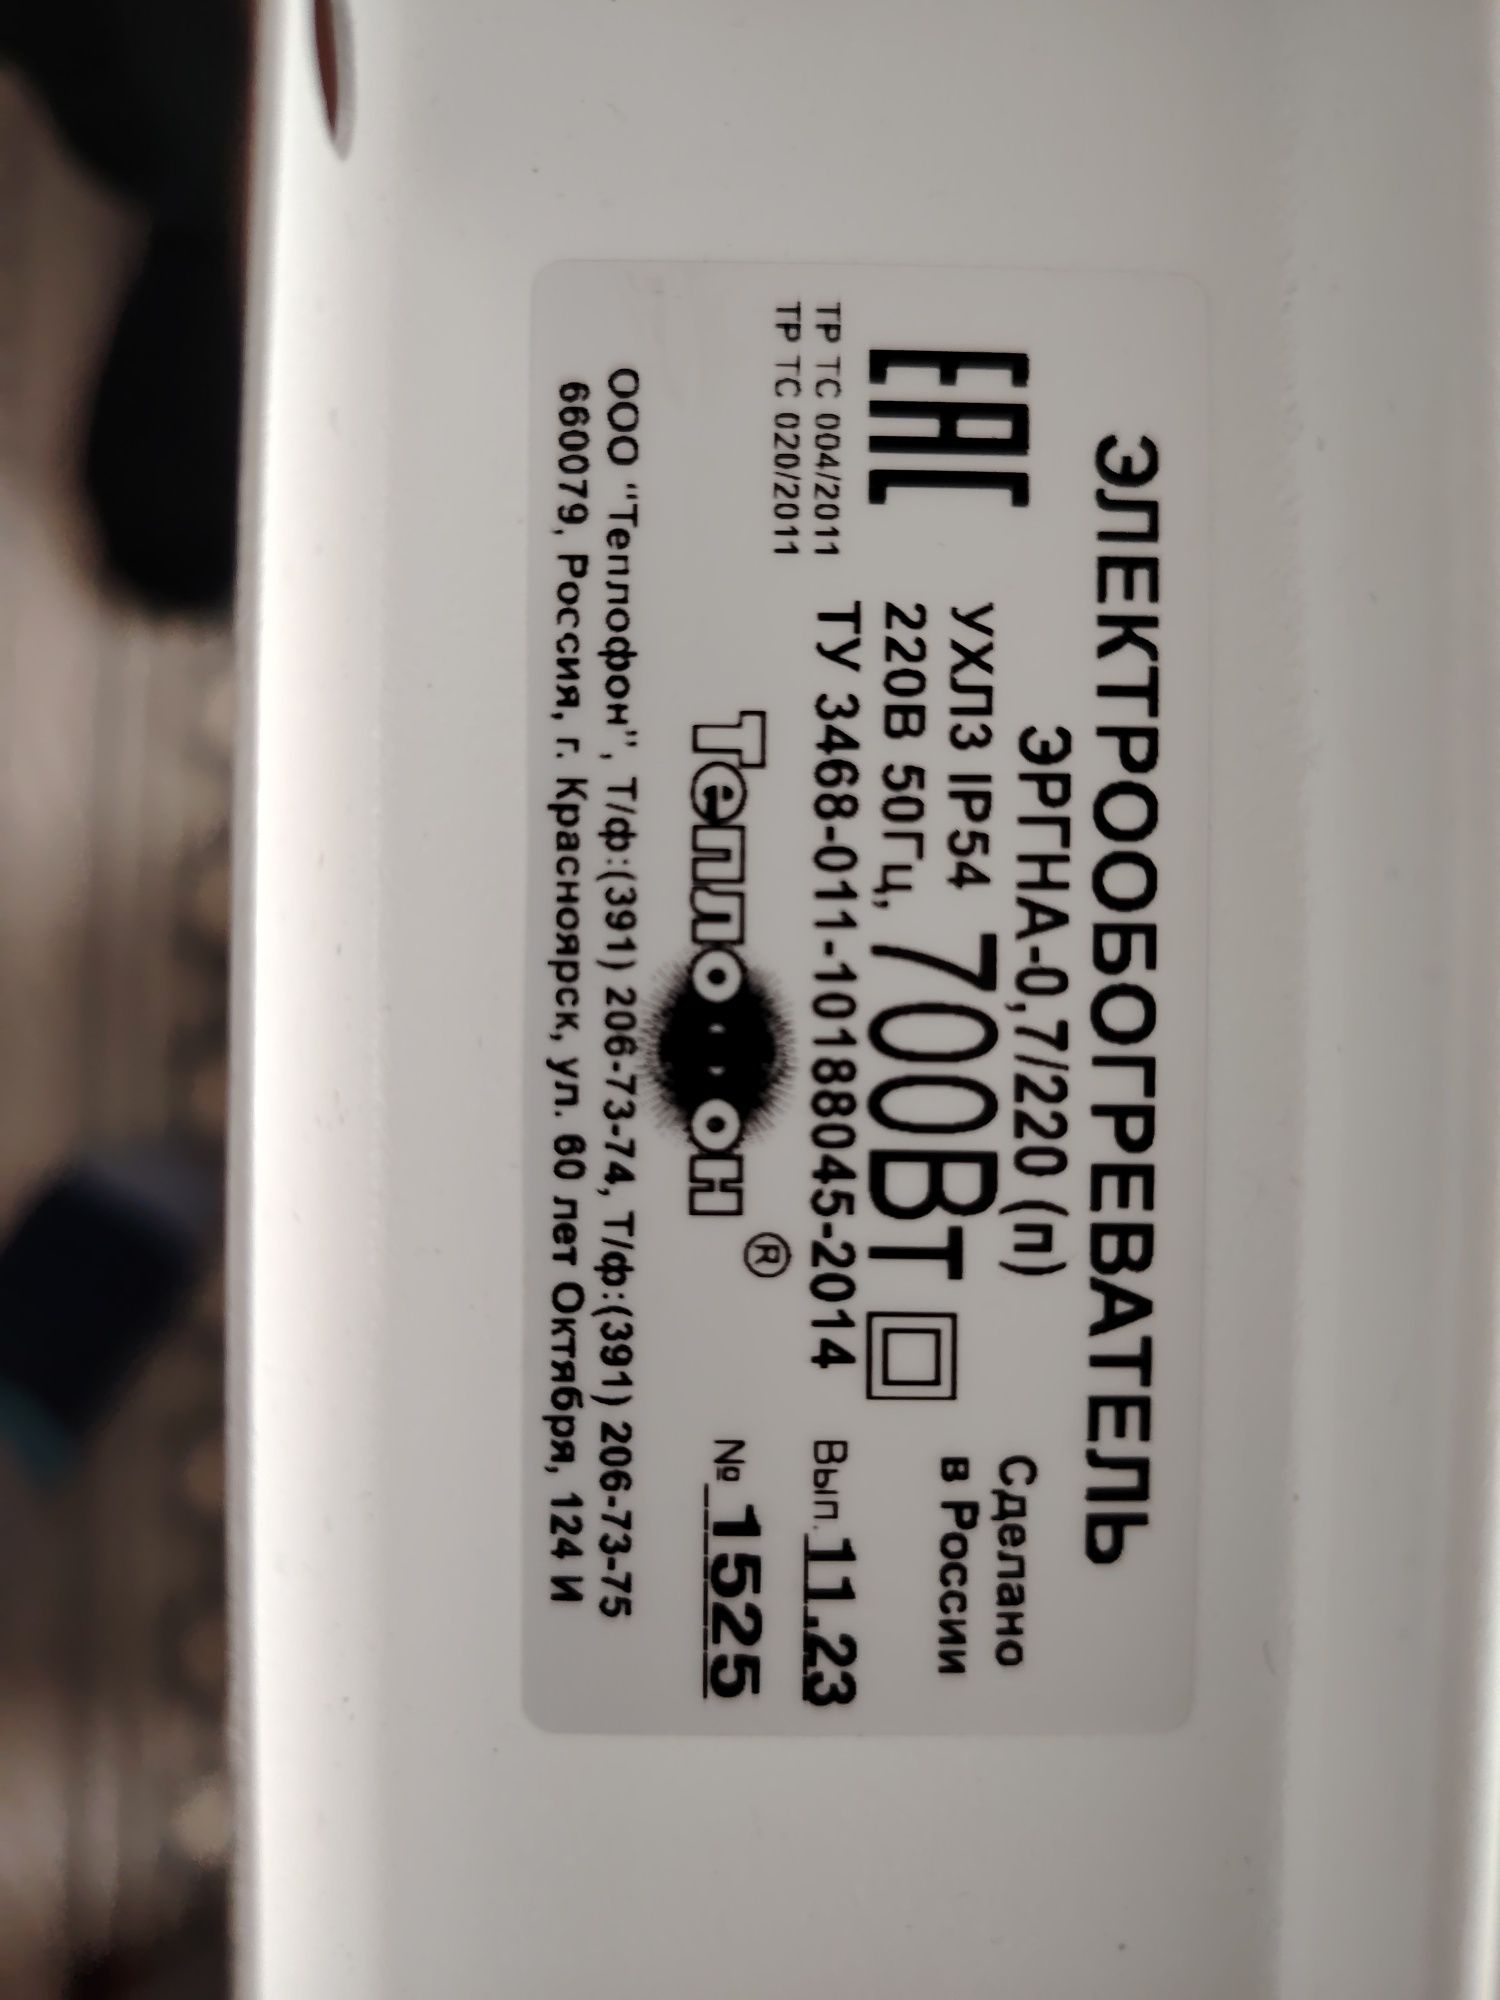 ЭЛЕКТРООБОГРЕВАТЕЛЬ
ЭРГНА-0,7/220 (п)
EAC
УХЛ3 IP54
220В 50Гц, 700Вт
ТУ 3468-011-10188045-2014
ТР ТС 004/2011
ТР ТС 020/2011
Сделано
в России
Вып. 11.23
№ 1525
Теплофон ®
ООО "Теплофон", Т/ф:(391) 206-73-74, Т/ф:(391) 206-73-75
660079, Россия, г. Красноярск, ул. 60 лет Октября, 124 И